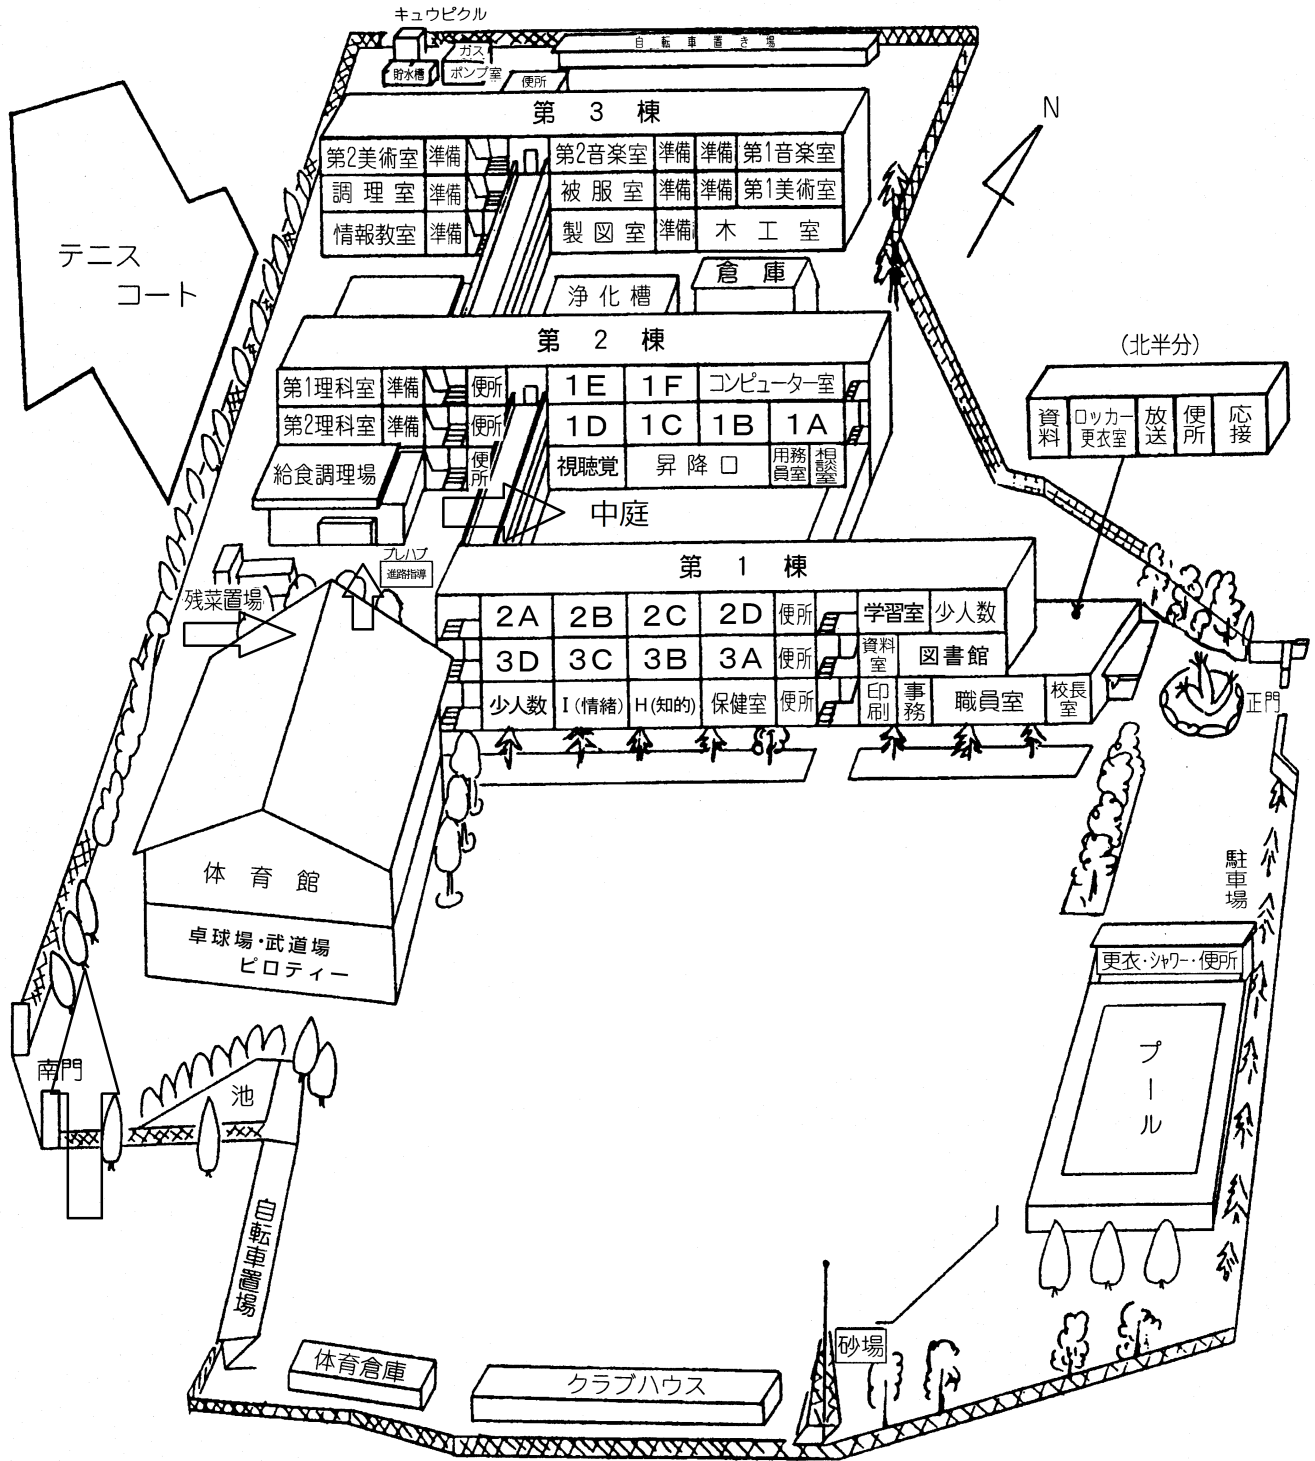 キュウピクル
ガス
貯水槽
ポンプ室
便所
自転車置き場
第 3 棟
第2美術室 準備 第2音楽室 準備 準備 第1音楽室
調理室 準備 被服室 準備 準備 第1美術室
情報教室 準備 製図室 準備 木工室
N
テニス
コート
浄化槽
倉庫
第 2 棟
第1理科室 準備 便所 1E 1F コンピューター室
第2理科室 準備 便所 1D 1C 1B 1A
給食調理場 便所 視聴覚 昇降口 用務員室 相談室
(北半分)
資料 ロッカー更衣室 放送 便所 応接
中庭
プレハブ
進路指導
残菜置場
第 1 棟
2A 2B 2C 2D 便所 学習室 少人数
3D 3C 3B 3A 便所 資料室 図書館
少人数 I(情緒) H(知的) 保健室 便所 印刷 事務 職員室 校長室
正門
体育館
卓球場・武道場
ピロティー
駐車場
更衣・シャワー・便所
プール
南門
池
自転車置場
体育倉庫
クラブハウス
砂場